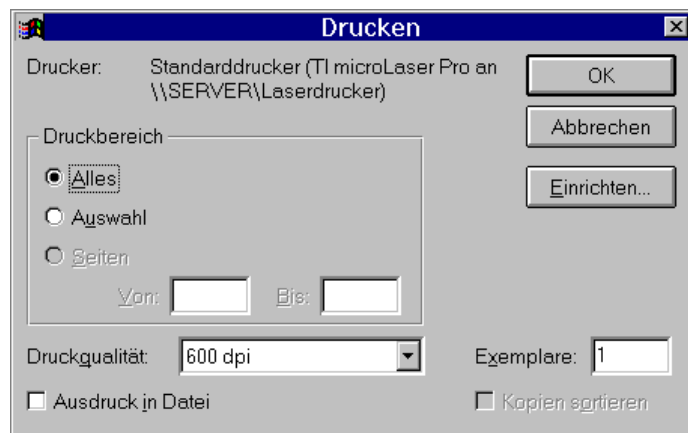 Drucken
Drucker: Standarddrucker (TI microLaser Pro an
\\SERVER\Laserdrucker)
OK
Abbrechen
Einrichten...
Druckbereich
Alles
Auswahl
Seiten
Von: Bis:
Druckqualität: 600 dpi Exemplare: 1
Ausdruck in Datei Kopien sortieren